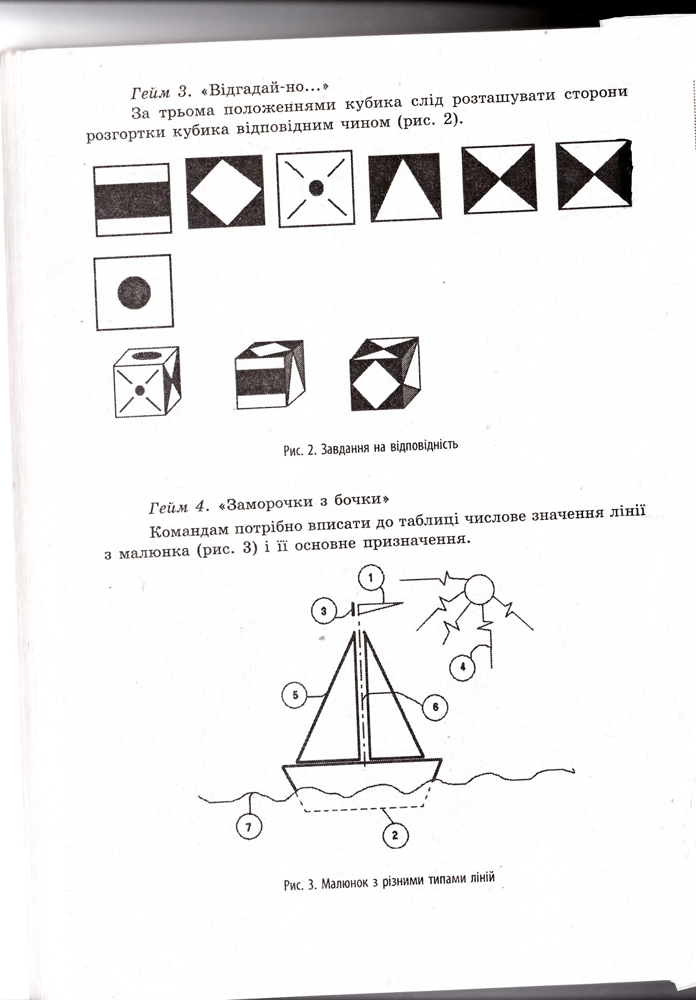 Гейм 3. «Відгадай-но...»
За трьома положеннями кубика слід розташувати сторони
розгортки кубика відповідним чином (рис. 2).
Рис. 2. Завдання на відповідність
Гейм 4. «Заморочки з бочки»
Командам потрібно вписати до таблиці числове значення лінії
з малюнка (рис. 3) і її основне призначення.
1
3
4
5
6
7
2
Рис. 3. Малюнок з різними типами ліній